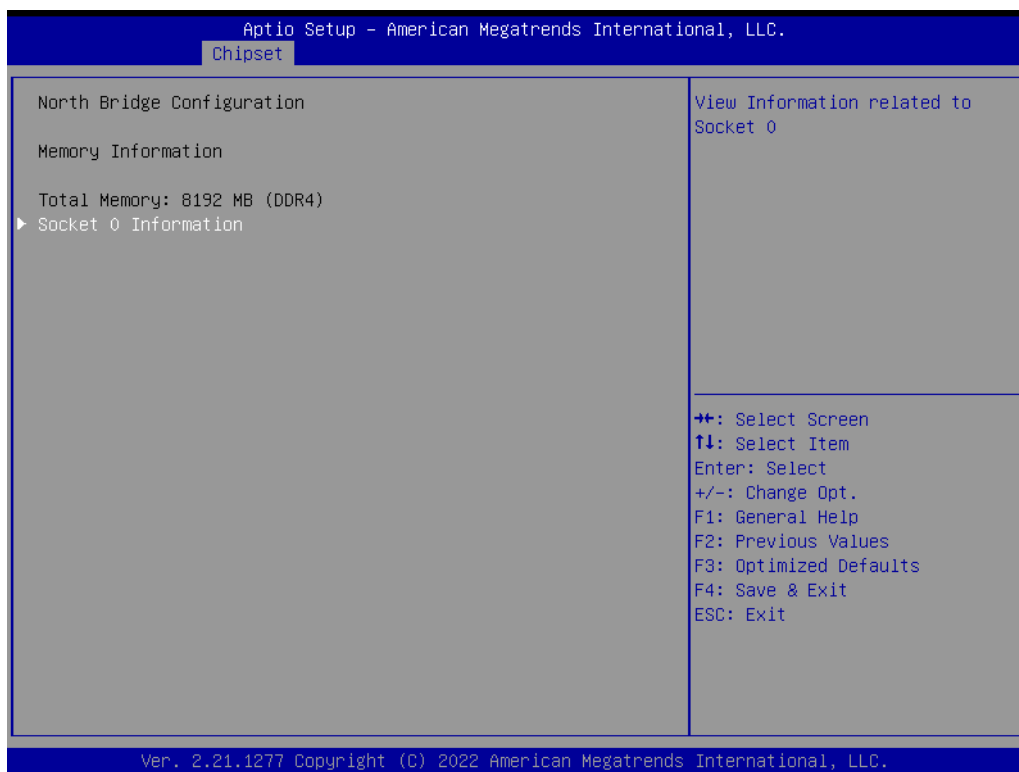 Aptio Setup – American Megatrends International, LLC.
Chipset
North Bridge Configuration
Memory Information
Total Memory: 8192 MB (DDR4)
▶ Socket 0 Information
View Information related to
Socket 0
→←: Select Screen
↑↓: Select Item
Enter: Select
+/-: Change Opt.
F1: General Help
F2: Previous Values
F3: Optimized Defaults
F4: Save & Exit
ESC: Exit
Ver. 2.21.1277 Copyright (C) 2022 American Megatrends International, LLC.